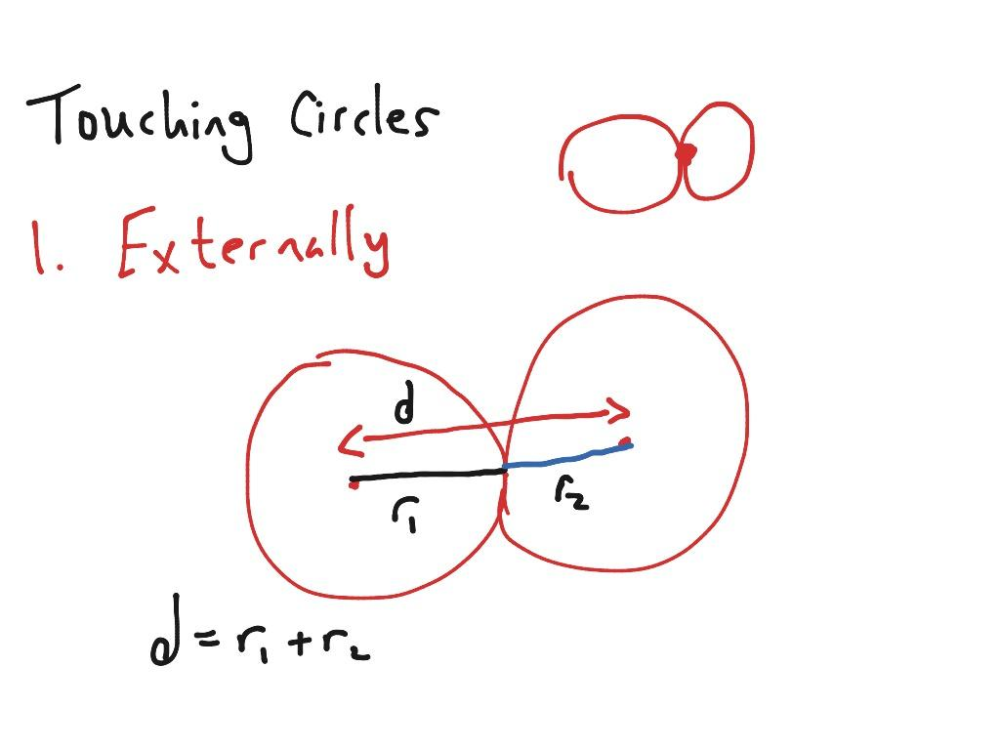 Touching Circles
1. Externally
d
r₁
r₂
d = r₁ + r₂